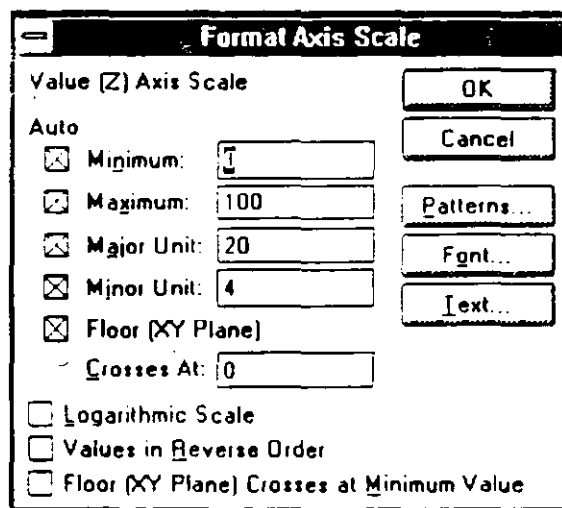 Format Axis Scale
Value (Z) Axis Scale
OK
Auto
Cancel
Minimum:
Maximum: 100
Patterns...
Major Unit: 20
Font...
Minor Unit: 4
Text...
Floor (XY Plane)
Crosses At: 0
Logarithmic Scale
Values in Reverse Order
Floor (XY Plane) Crosses at Minimum Value